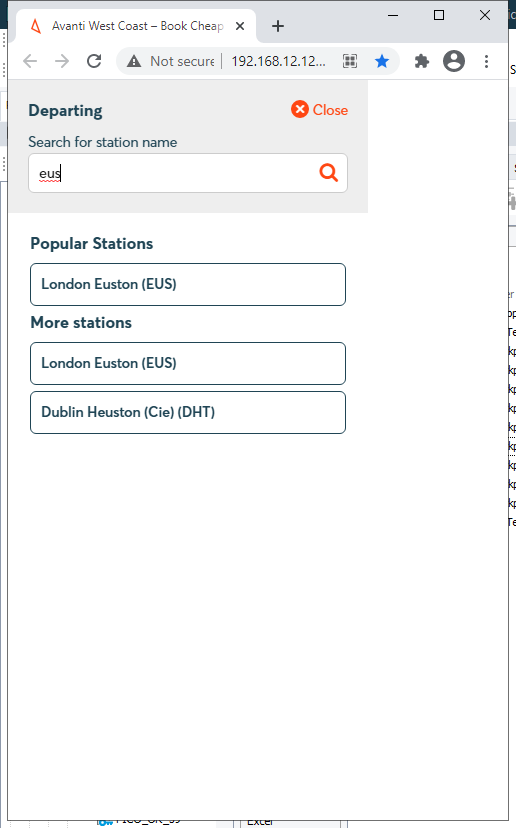 Avanti West Coast – Book Cheap
Not secure
192.168.12.12...
Departing
Close
Search for station name
eus
Popular Stations
London Euston (EUS)
More stations
London Euston (EUS)
Dublin Heuston (Cie) (DHT)
Excel